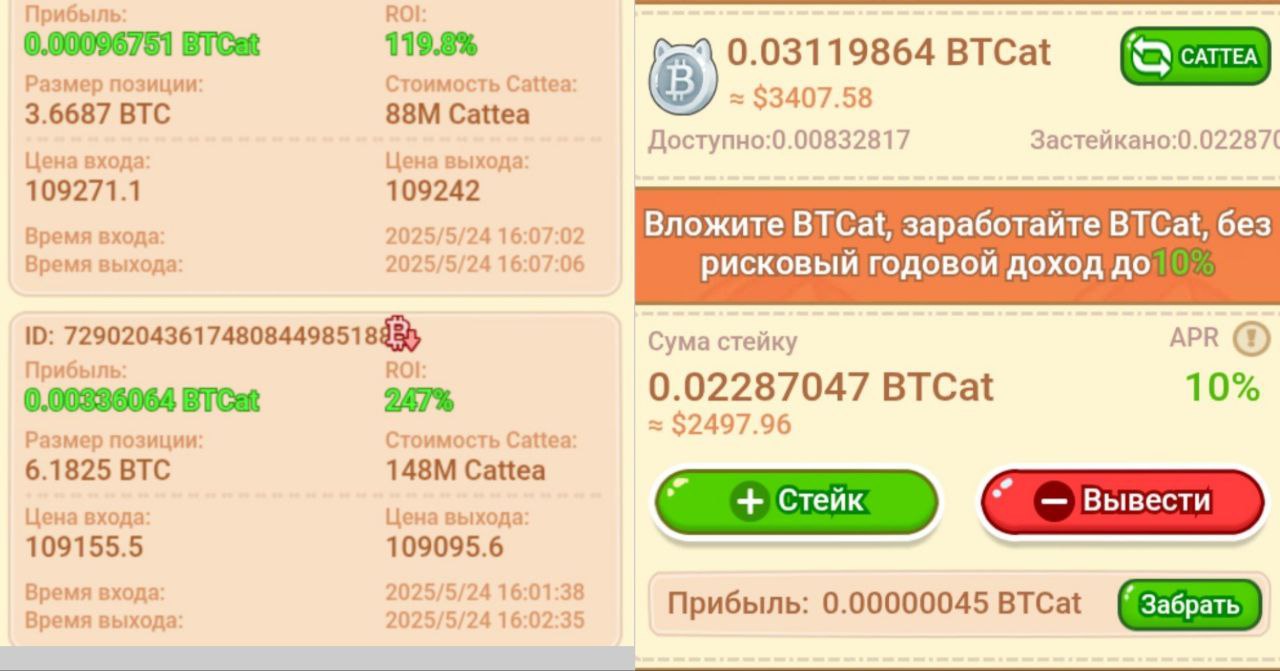 Прибыль: ROI:
0.00096751 BTCat 119.8%
Размер позиции: Стоимость Cattea:
3.6687 BTC 88M Cattea
Цена входа: Цена выхода:
109271.1 109242
Время входа: 2025/5/24 16:07:02
Время выхода: 2025/5/24 16:07:06
ID: 72902043617480844985188
Прибыль: ROI:
0.00336064 BTCat 247%
Размер позиции: Стоимость Cattea:
6.1825 BTC 148M Cattea
Цена входа: Цена выхода:
109155.5 109095.6
Время входа: 2025/5/24 16:01:38
Время выхода: 2025/5/24 16:02:35
0.03119864 BTCat CATTEA
≈ $3407.58
Доступно:0.00832817 Застейкано:0.022870
Вложите BTCat, заработайте BTCat, без
рисковый годовой доход до10%
Сума стейку APR
0.02287047 BTCat 10%
≈ $2497.96
Стейк Вывести
Прибыль: 0.00000045 BTCat Забрать